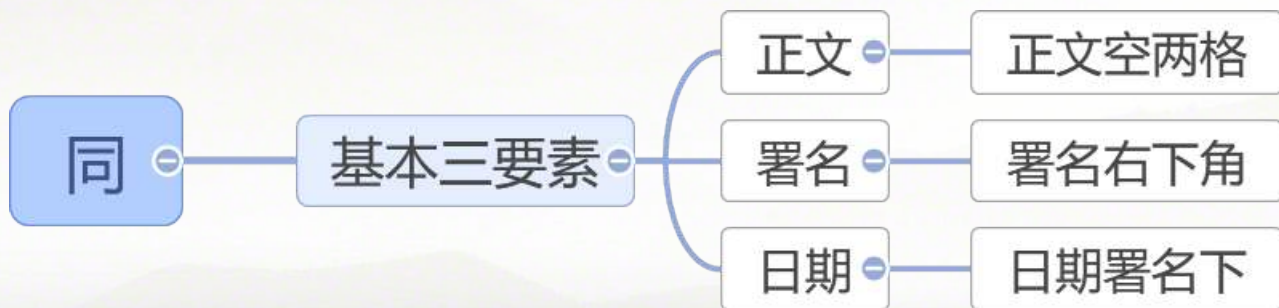 同
基本三要素
正文
正文空两格
署名
署名右下角
日期
日期署名下